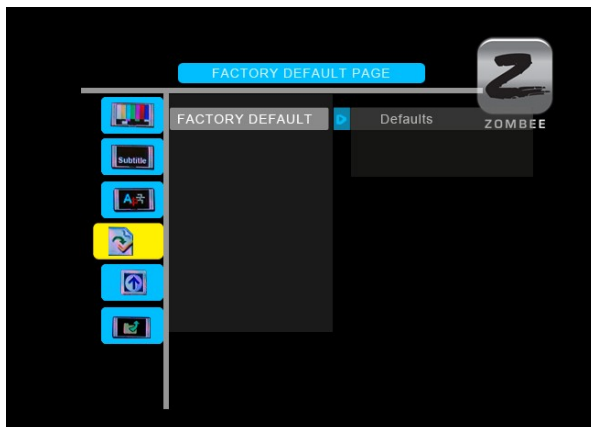 FACTORY DEFAULT PAGE
Z
ZOMBEE
FACTORY DEFAULT
Defaults
Subtitle
A